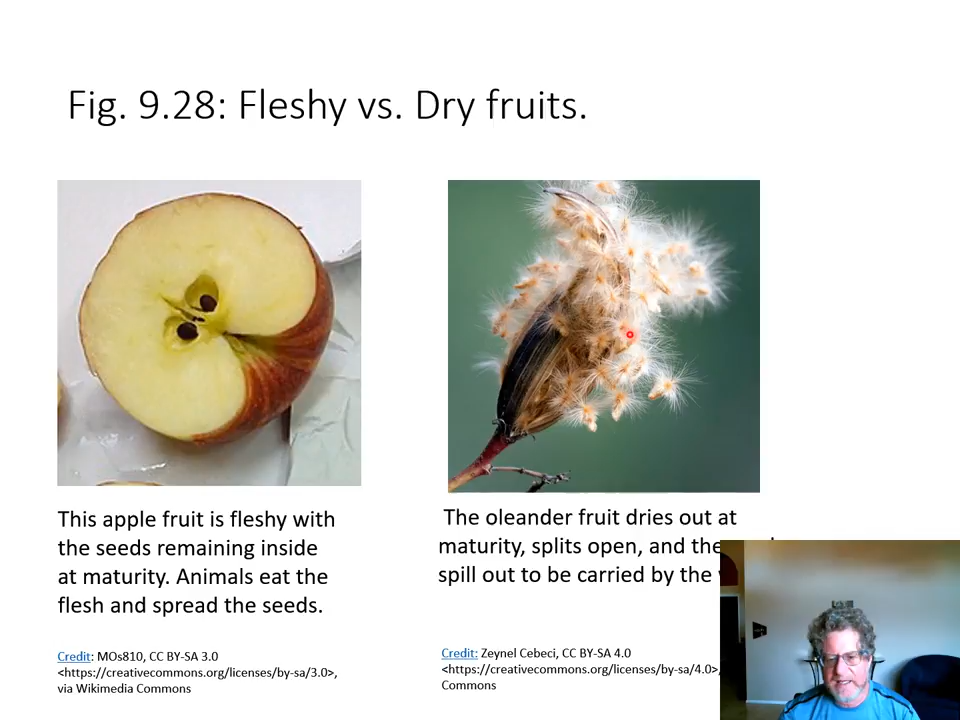 Fig. 9.28: Fleshy vs. Dry fruits.
This apple fruit is fleshy with
the seeds remaining inside
at maturity. Animals eat the
flesh and spread the seeds.
The oleander fruit dries out at
maturity, splits open, and the
spill out to be carried by the
Credit: MOs810, CC BY-SA 3.0
<https://creativecommons.org/licenses/by-sa/3.0>,
via Wikimedia Commons
Credit: Zeynel Cebeci, CC BY-SA 4.0
<https://creativecommons.org/licenses/by-sa/4.0>,
Commons